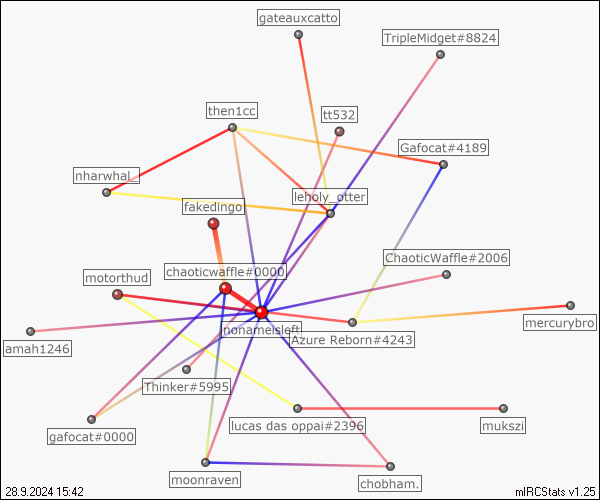 gateauxcatto
TripleMidget#8824
then1cc
tt532
Gafocat#4189
nharwhal_
leholy_otter
fakedingo
ChaoticWaffle#2006
chaoticwaffle#0000
motorthud
nonameisleft
mercurybro
Azure Reborn#4243
amah1246
Thinker#5995
lucas das oppai#2396
mukszi
gafocat#0000
moonraven
chobham.
28.9.2024 15:42
mIRCStats v1.25